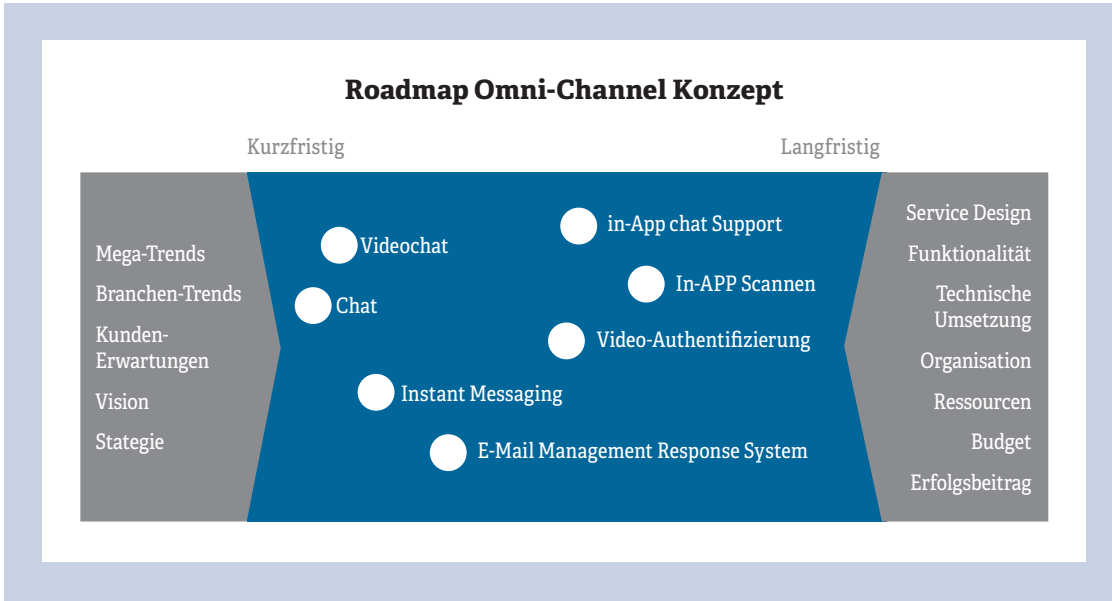 Roadmap Omni-Channel Konzept
Kurzfristig
Langfristig
Mega-Trends
Branchen-Trends
Kunden-
Erwartungen
Vision
Stategie
Videochat
Chat
Instant Messaging
E-Mail Management Response System
in-App chat Support
In-APP Scannen
Video-Authentifizierung
Service Design
Funktionalität
Technische
Umsetzung
Organisation
Ressourcen
Budget
Erfolgsbeitrag